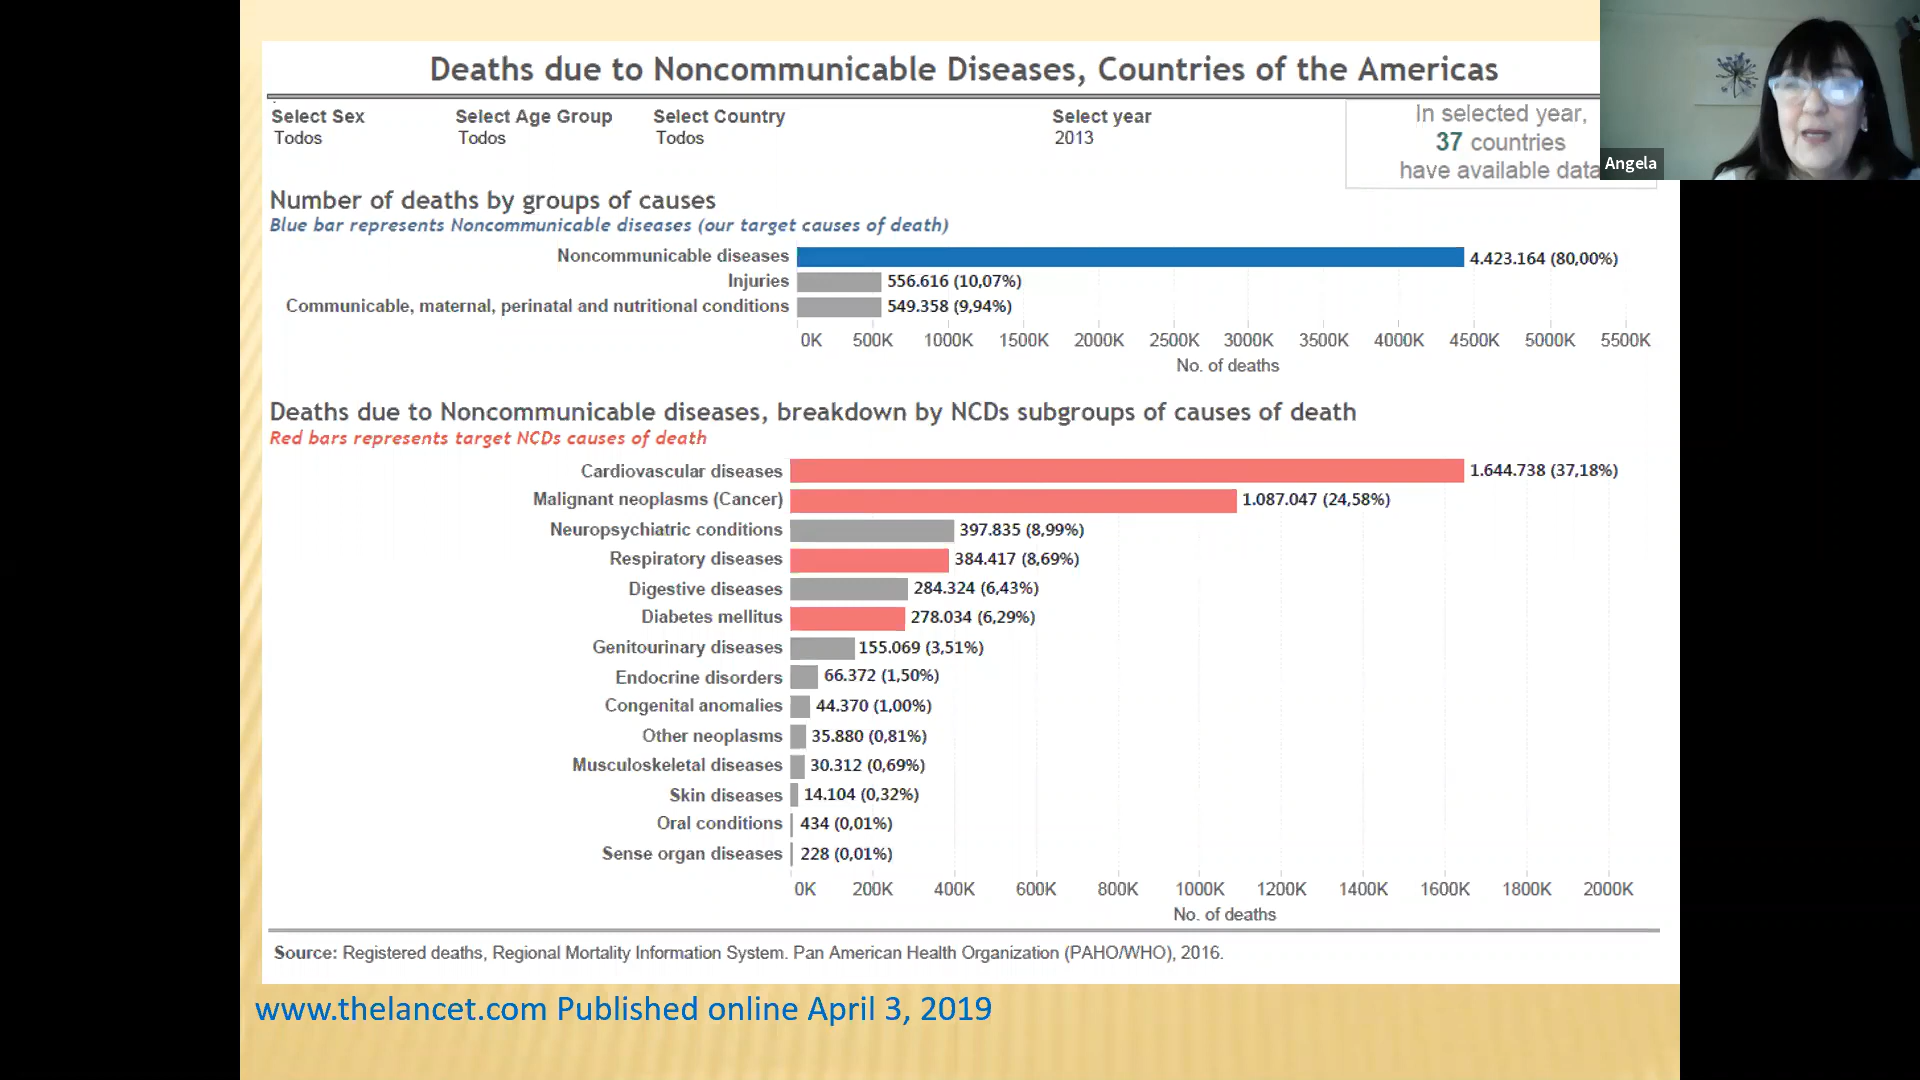 Deaths due to Noncommunicable Diseases, Countries of the Americas
Select Sex
Todos
Select Age Group
Todos
Select Country
Todos
Select year
2013
In selected year,
37 countries
have available data
Angela
Number of deaths by groups of causes
Blue bar represents Noncommunicable diseases (our target causes of death)
Noncommunicable diseases 4.423.164 (80,00%)
Injuries 556.616 (10,07%)
Communicable, maternal, perinatal and nutritional conditions 549.358 (9,94%)
0K 500K 1000K 1500K 2000K 2500K 3000K 3500K 4000K 4500K 5000K 5500K
No. of deaths
Deaths due to Noncommunicable diseases, breakdown by NCDs subgroups of causes of death
Red bars represents target NCDs causes of death
Cardiovascular diseases 1.644.738 (37,18%)
Malignant neoplasms (Cancer) 1.087.047 (24,58%)
Neuropsychiatric conditions 397.835 (8,99%)
Respiratory diseases 384.417 (8,69%)
Digestive diseases 284.324 (6,43%)
Diabetes mellitus 278.034 (6,29%)
Genitourinary diseases 155.069 (3,51%)
Endocrine disorders 66.372 (1,50%)
Congenital anomalies 44.370 (1,00%)
Other neoplasms 35.880 (0,81%)
Musculoskeletal diseases 30.312 (0,69%)
Skin diseases 14.104 (0,32%)
Oral conditions 434 (0,01%)
Sense organ diseases 228 (0,01%)
0K 200K 400K 600K 800K 1000K 1200K 1400K 1600K 1800K 2000K
No. of deaths
Source: Registered deaths, Regional Mortality Information System. Pan American Health Organization (PAHO/WHO), 2016.
www.thelancet.com Published online April 3, 2019